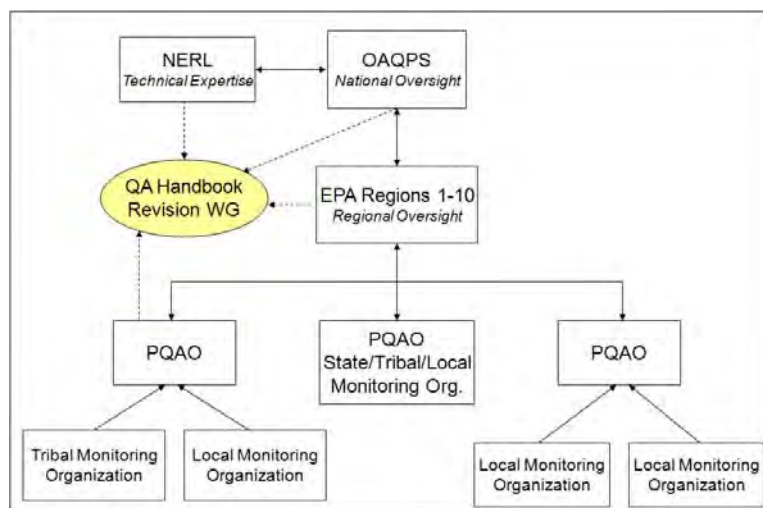 NERL
Technical Expertise
OAQPS
National Oversight
QA Handbook
Revision WG
EPA Regions 1-10
Regional Oversight
PQAO
PQAO
State/Tribal/Local
Monitoring Org.
PQAO
Tribal Monitoring
Organization
Local Monitoring
Organization
Local Monitoring
Organization
Local Monitoring
Organization